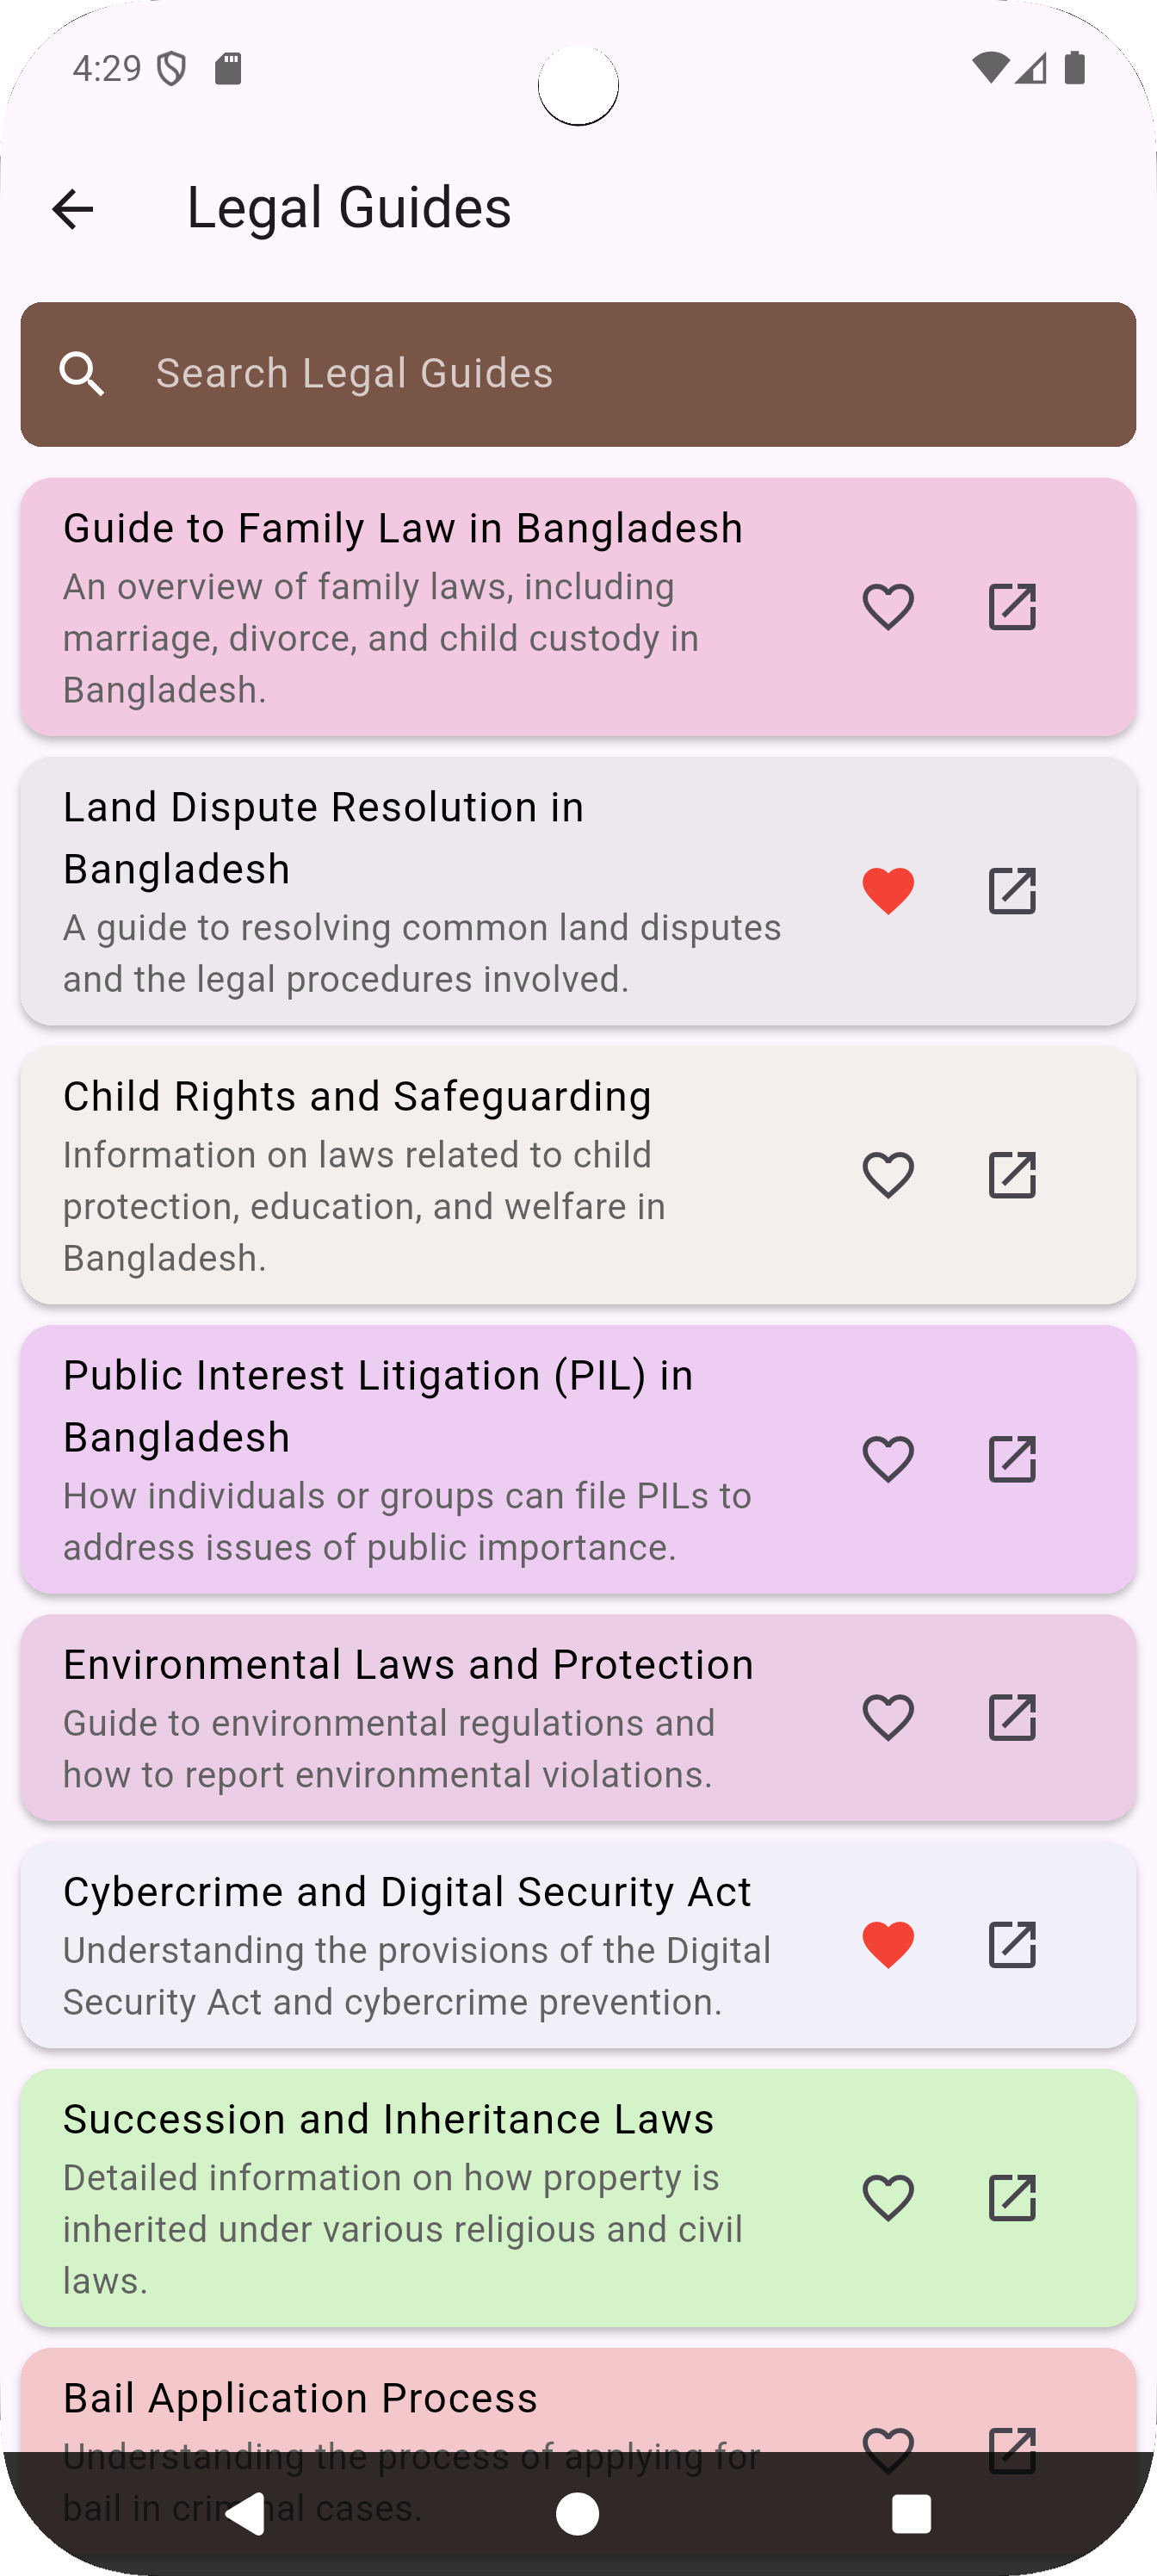 4:29
Legal Guides
Search Legal Guides
Guide to Family Law in Bangladesh
An overview of family laws, including
marriage, divorce, and child custody in
Bangladesh.
Land Dispute Resolution in
Bangladesh
A guide to resolving common land disputes
and the legal procedures involved.
Child Rights and Safeguarding
Information on laws related to child
protection, education, and welfare in
Bangladesh.
Public Interest Litigation (PIL) in
Bangladesh
How individuals or groups can file PILs to
address issues of public importance.
Environmental Laws and Protection
Guide to environmental regulations and
how to report environmental violations.
Cybercrime and Digital Security Act
Understanding the provisions of the Digital
Security Act and cybercrime prevention.
Succession and Inheritance Laws
Detailed information on how property is
inherited under various religious and civil
laws.
Bail Application Process
Understanding the process of applying for
bail in criminal cases.